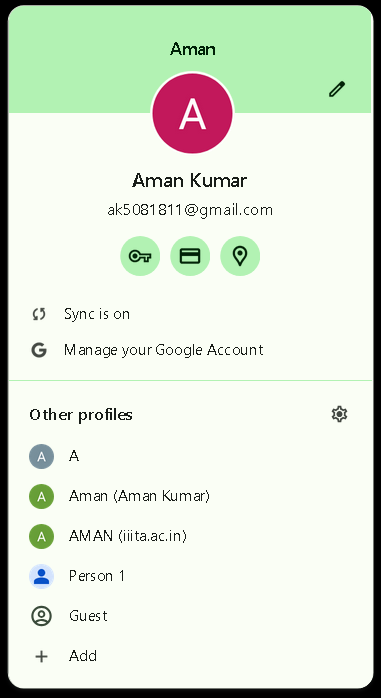 Aman
A
Aman Kumar
ak5081811@gmail.com
Sync is on
G Manage your Google Account
Other profiles
A A
A Aman (Aman Kumar)
A AMAN (iiita.ac.in)
Person 1
Guest
Add